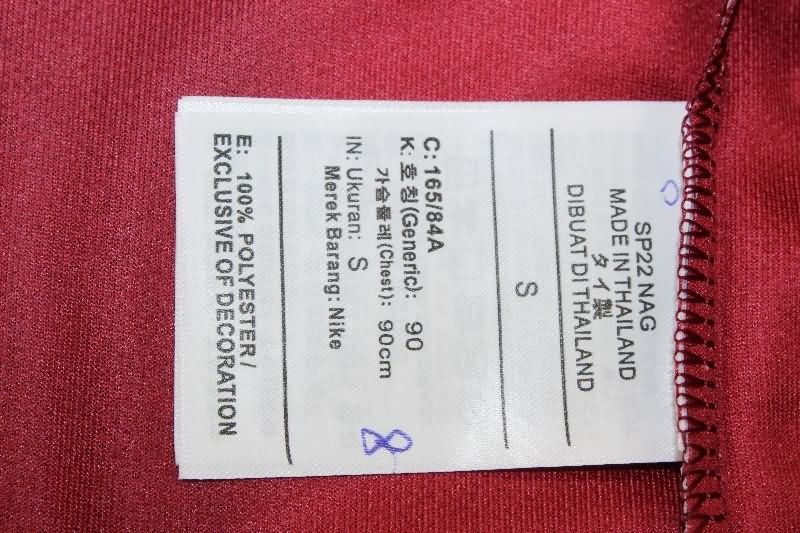 SP22 NAG
MADE IN THAILAND
タイ製
DIBUAT DI THAILAND
S
C: 165/84A
K: 호칭(Generic): 90
가슴둘레(Chest): 90cm
IN: Ukuran: S
Merek Barang: Nike
E: 100% POLYESTER/
EXCLUSIVE OF DECORATION
8